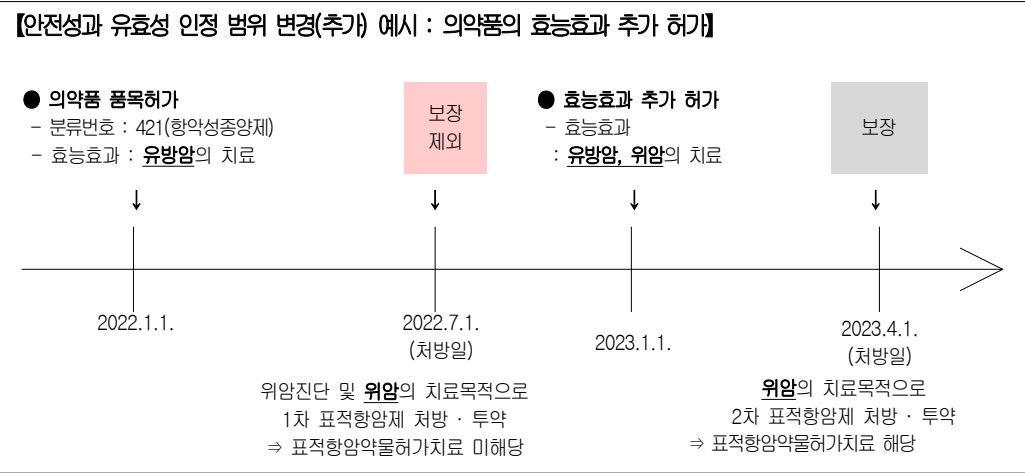 【안전성과 유효성 인정 범위 변경(추가) 예시 : 의약품의 효능효과 추가 허가】
● 의약품 품목허가
- 분류번호 : 421(항악성종양제)
- 효능효과 : 유방암의 치료
보장
제외
● 효능효과 추가 허가
- 효능효과
: 유방암, 위암의 치료
보장
↓ ↓ ↓ ↓
2022.1.1.
2022.7.1.
(처방일)
2023.1.1.
2023.4.1.
(처방일)
위암진단 및 위암의 치료목적으로
1차 표적항암제 처방 · 투약
⇒ 표적항암약물허가치료 미해당
위암의 치료목적으로
2차 표적항암제 처방 · 투약
⇒ 표적항암약물허가치료 해당